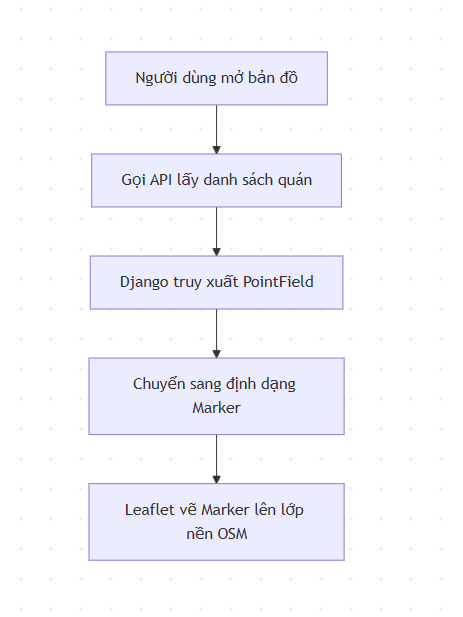 Người dùng mở bản đồ
Gọi API lấy danh sách quán
Django truy xuất PointField
Chuyển sang định dạng
Marker
Leaflet vẽ Marker lên lớp
nền OSM